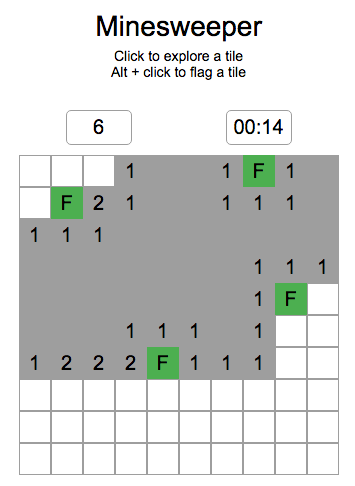 Minesweeper
Click to explore a tile
Alt + click to flag a tile
6 00:14
1 1 F 1
F 2 1 1 1 1
1 1 1
1 1 1
1 F
1 1 1 1
1 2 2 2 F 1 1 1